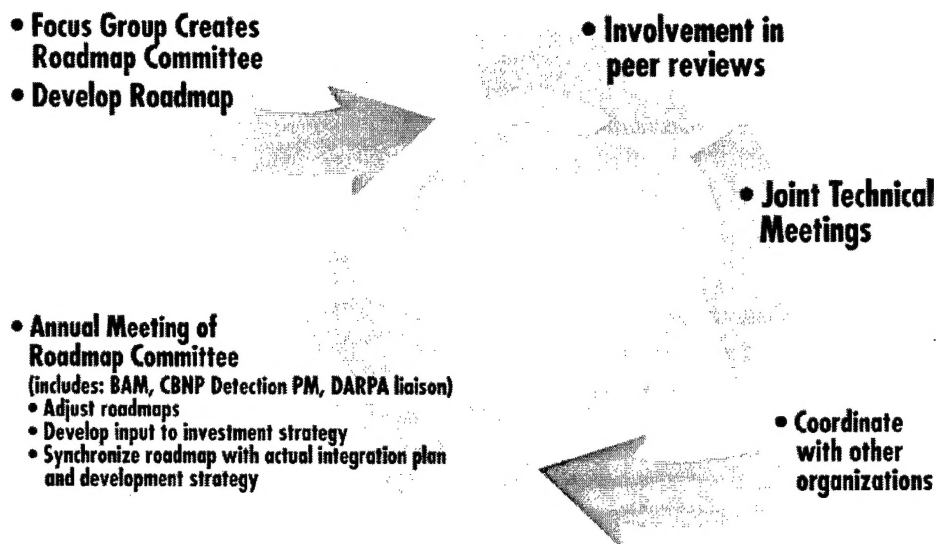 • Focus Group Creates
Roadmap Committee
• Develop Roadmap
• Involvement in
peer reviews
• Joint Technical
Meetings
• Annual Meeting of
Roadmap Committee
(includes: BAM, CBNP Detection PM, DARPA liaison)
• Adjust roadmaps
• Develop input to investment strategy
• Synchronize roadmap with actual integration plan
and development strategy
• Coordinate
with other
organizations